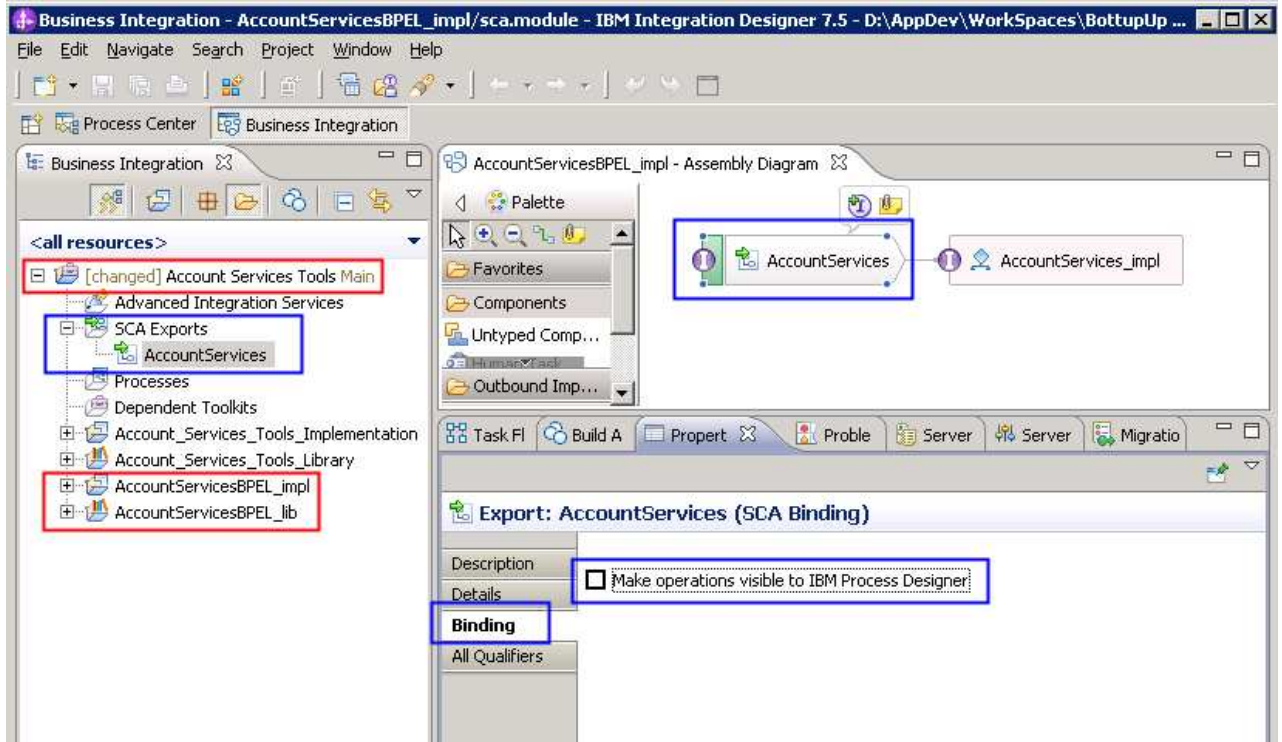 Business Integration - AccountServicesBPEL_impl/sca.module - IBM Integration Designer 7.5 - D:\AppDev\WorkSpaces\BottupUp ...
File Edit Navigate Search Project Window Help
Process Center Business Integration
Business Integration
<all resources>
[changed] Account Services Tools Main
Advanced Integration Services
SCA Exports
AccountServices
Processes
Dependent Toolkits
Account_Services_Tools_Implementation
Account_Services_Tools_Library
AccountServicesBPEL_impl
AccountServicesBPEL_lib
AccountServicesBPEL_impl - Assembly Diagram
Palette
Favorites
Components
Untyped Comp...
Human Task
Outbound Imp...
AccountServices
AccountServices_impl
Task Fl Build A Propert Proble Server Server Migratio
Export: AccountServices (SCA Binding)
Description
Details
Binding
All Qualifiers
Make operations visible to IBM Process Designer